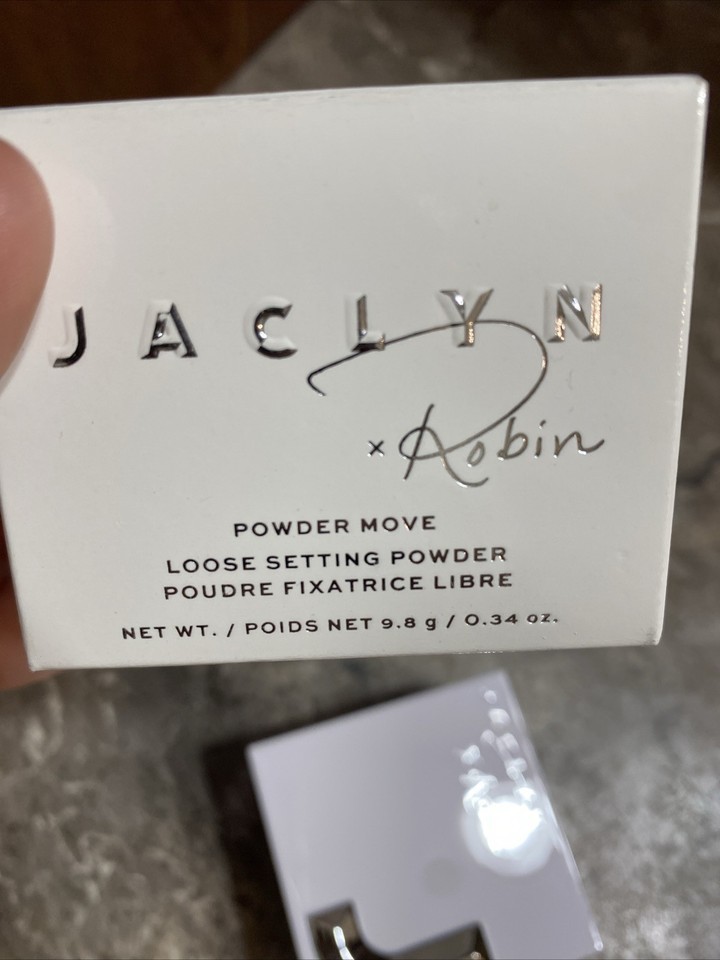 JACLYN
× Robin
POWDER MOVE
LOOSE SETTING POWDER
POUDRE FIXATRICE LIBRE
NET WT. / POIDS NET 9.8 g / 0.34 oz.